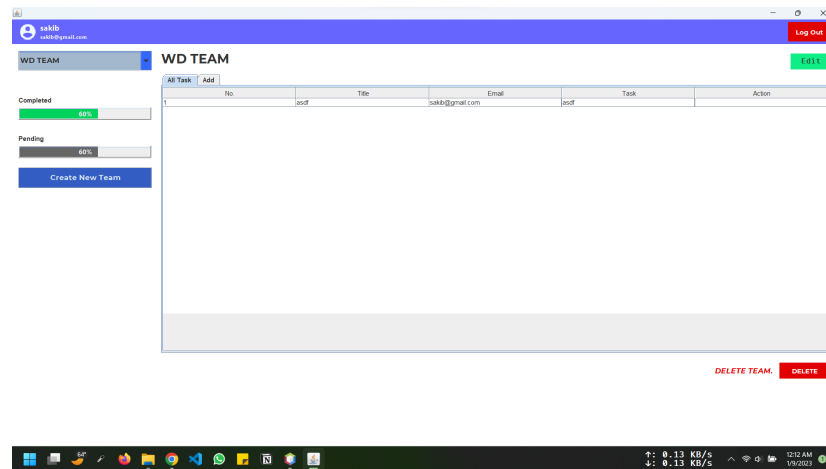 sakib
sakib@gmail.com
Log Out
WD TEAM
WD TEAM
Edit
All Task Add
No. Title Email Task Action
1 asdf sakib@gmail.com asdf
Completed
60%
Pending
60%
Create New Team
DELETE TEAM. DELETE
64°
↑: 0.13 KB/s
↓: 0.13 KB/s
12:12 AM
1/9/2023